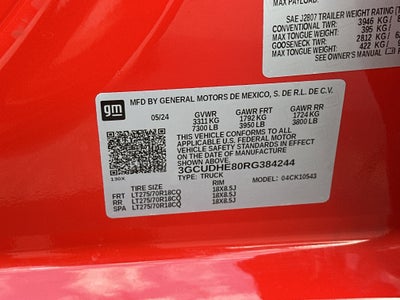 MAX PAYLOAD:
SAE J2807 TRAILER WEIGHT RATING
CONVENTIONAL TWR: 3946 KG/
MAX TONGUE WEIGHT: 395 KG/
GOOSENECK TWR: 2812 KG/
MAX TONGUE WEIGHT: 422 KG/
SEE OWNER'S MANUAL
gm
MFD BY GENERAL MOTORS DE MEXICO, S. DE R.L. DE C.V.
05/24 GVWR GAWR FRT GAWR RR
3311 KG 1792 KG 1724 KG
7300 LB 3950 LB 3800 LB
THIS VEHICLE CONFORMS TO ALL
APPLICABLE U.S. FEDERAL MOTOR
VEHICLE SAFETY STANDARDS IN
EFFECT ON THE DATE OF
MANUFACTURE SHOWN ABOVE.
3GCUDHE80RG384244
TYPE: TRUCK 04CK10543
TIRE SIZE RIM
FRT LT275/70R18CQ 18X8.5J
RR LT275/70R18CQ 18X8.5J
SPA LT275/70R18CQ 18X8.5J